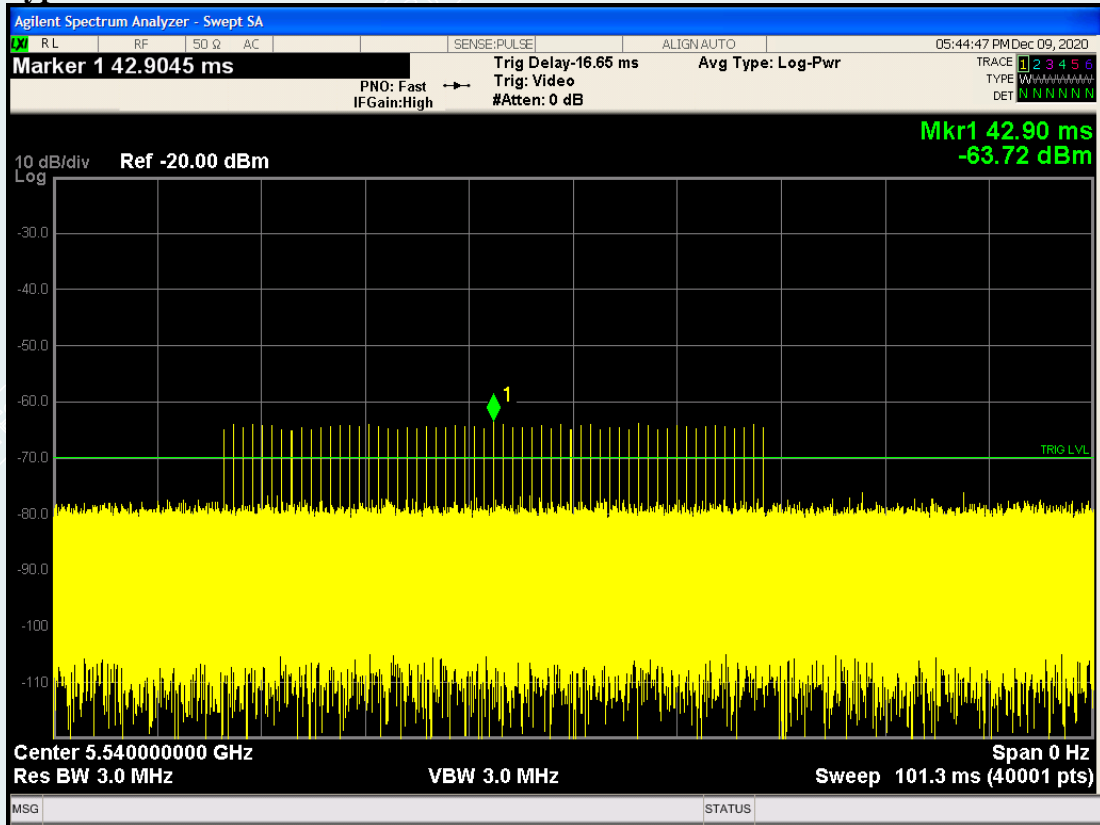 Agilent Spectrum Analyzer - Swept SA
LXI RL RF 50 Ω AC SENSE:PULSE ALIGN AUTO 05:44:47 PM Dec 09, 2020
Marker 1 42.9045 ms Trig Delay-16.65 ms Avg Type: Log-Pwr TRACE 1 2 3 4 5 6
PNO: Fast Trig: Video TYPE
IFGain:High #Atten: 0 dB DET N N N N N N
Mkr1 42.90 ms
10 dB/div Ref -20.00 dBm -63.72 dBm
Log
-30.0
-40.0
-50.0
-60.0 1
-70.0 TRIG LVL
-80.0
-90.0
-100
-110
Center 5.540000000 GHz Span 0 Hz
Res BW 3.0 MHz VBW 3.0 MHz Sweep 101.3 ms (40001 pts)
MSG STATUS